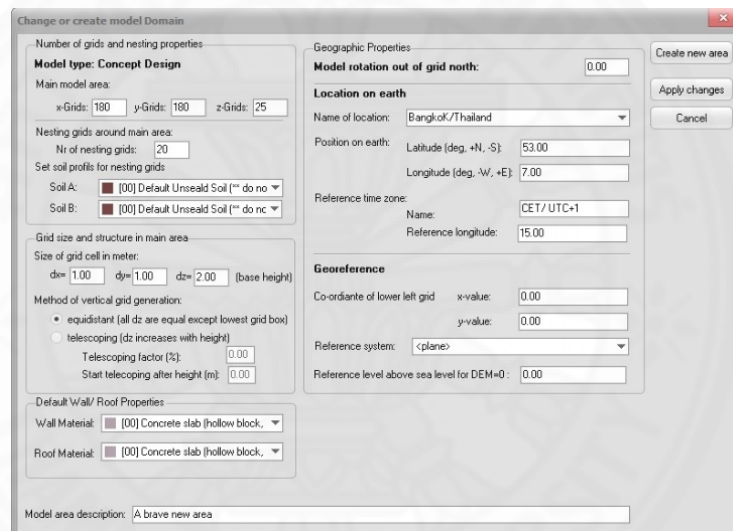 Change or create model Domain
Number of grids and nesting properties
Model type: Concept Design
Main model area:
x-Grids: 180 y-Grids: 180 z-Grids: 25
Nesting grids around main area:
Nr of nesting grids: 20
Set soil profils for nesting grids
Soil A: [00] Default Unseald Soil (** do no
Soil B: [00] Default Unseald Soil (** do nc
Grid size and structure in main area
Size of grid cell in meter:
dx= 1.00 dy= 1.00 dz= 2.00 (base height)
Method of vertical grid generation:
equidistant (all dz are equal except lowest grid box)
telescoping (dz increases with height)
Telescoping factor (%): 0.00
Start telecoping after height (m): 0.00
Default Wall/ Roof Properties
Wall Material: [00] Concrete slab (hollow block,
Roof Material: [00] Concrete slab (hollow block,
Geographic Properties
Model rotation out of grid north: 0.00
Location on earth
Name of location: BangkoK/Thailand
Position on earth: Latitude (deg, +N, -S): 53.00
Longitude (deg, -W, +E): 7.00
Reference time zone:
Name: CET/ UTC+1
Reference longitude: 15.00
Georeference
Co-ordiante of lower left grid x-value: 0.00
y-value: 0.00
Reference system: <plane>
Reference level above sea level for DEM=0 : 0.00
Create new area
Apply changes
Cancel
Model area description: A brave new area